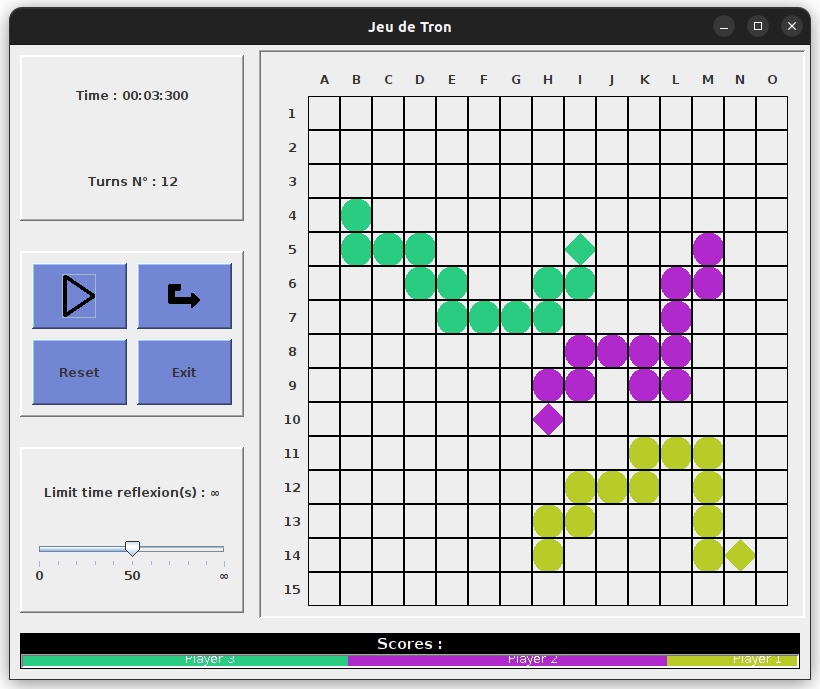 Jeu de Tron
Time : 00:03:300
Turns N° : 12
Reset Exit
Limit time reflexion(s) : ∞
0 50 ∞
A B C D E F G H I J K L M N O
1
2
3
4
5
6
7
8
9
10
11
12
13
14
15
Scores :
Player 3 Player 2 Player 1